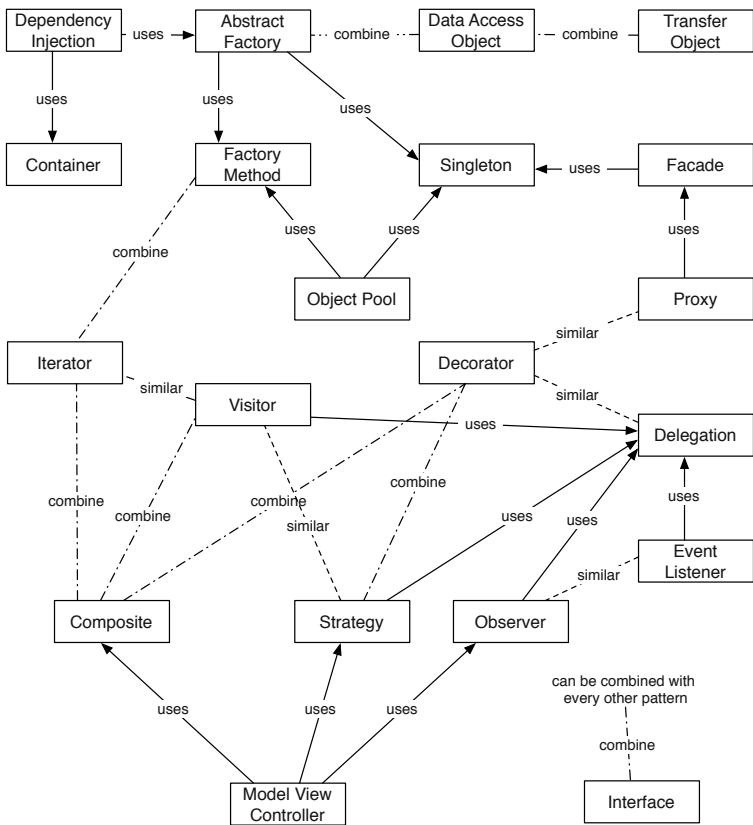 Dependency
Injection
uses
Abstract
Factory
combine
Data Access
Object
combine
Transfer
Object
uses
uses
uses
Container
Factory
Method
Singleton
uses
Facade
combine
uses
uses
uses
Object Pool
Proxy
similar
Iterator
Decorator
similar
Visitor
similar
uses
Delegation
combine
combine
combine
similar
combine
uses
uses
uses
similar
Event
Listener
Composite
Strategy
Observer
can be combined with
every other pattern
uses
uses
uses
combine
Model View
Controller
Interface